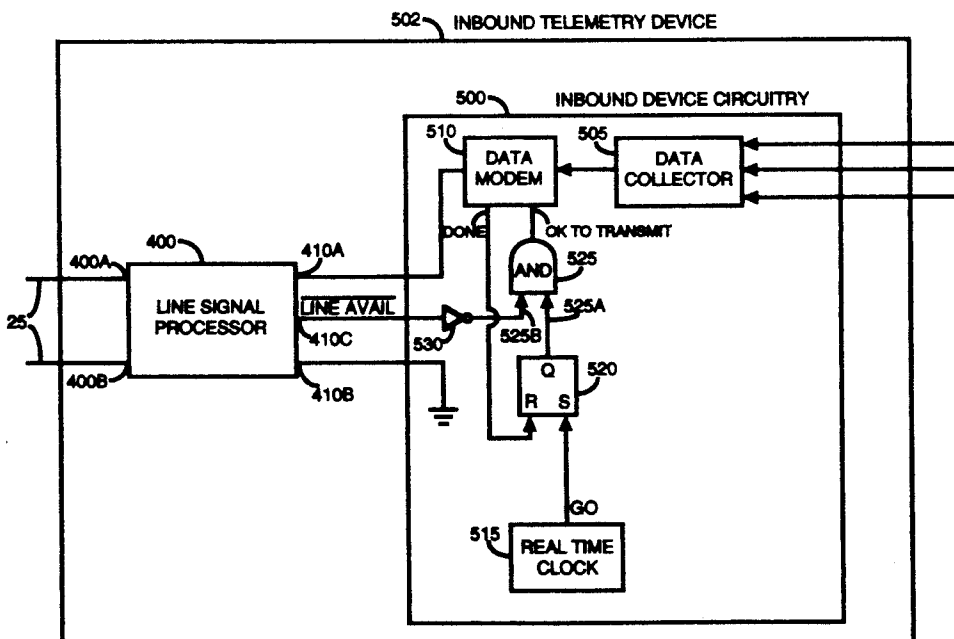 502 INBOUND TELEMETRY DEVICE
500 INBOUND DEVICE CIRCUITRY
510
DATA
MODEM
505
DATA
COLLECTOR
DONE
OK TO TRANSMIT
400
400A
410A
AND
525
LINE SIGNAL
PROCESSOR
LINE AVAIL
25
410C
530
525B
525A
400B
410B
Q
R S
520
GO
515
REAL TIME
CLOCK